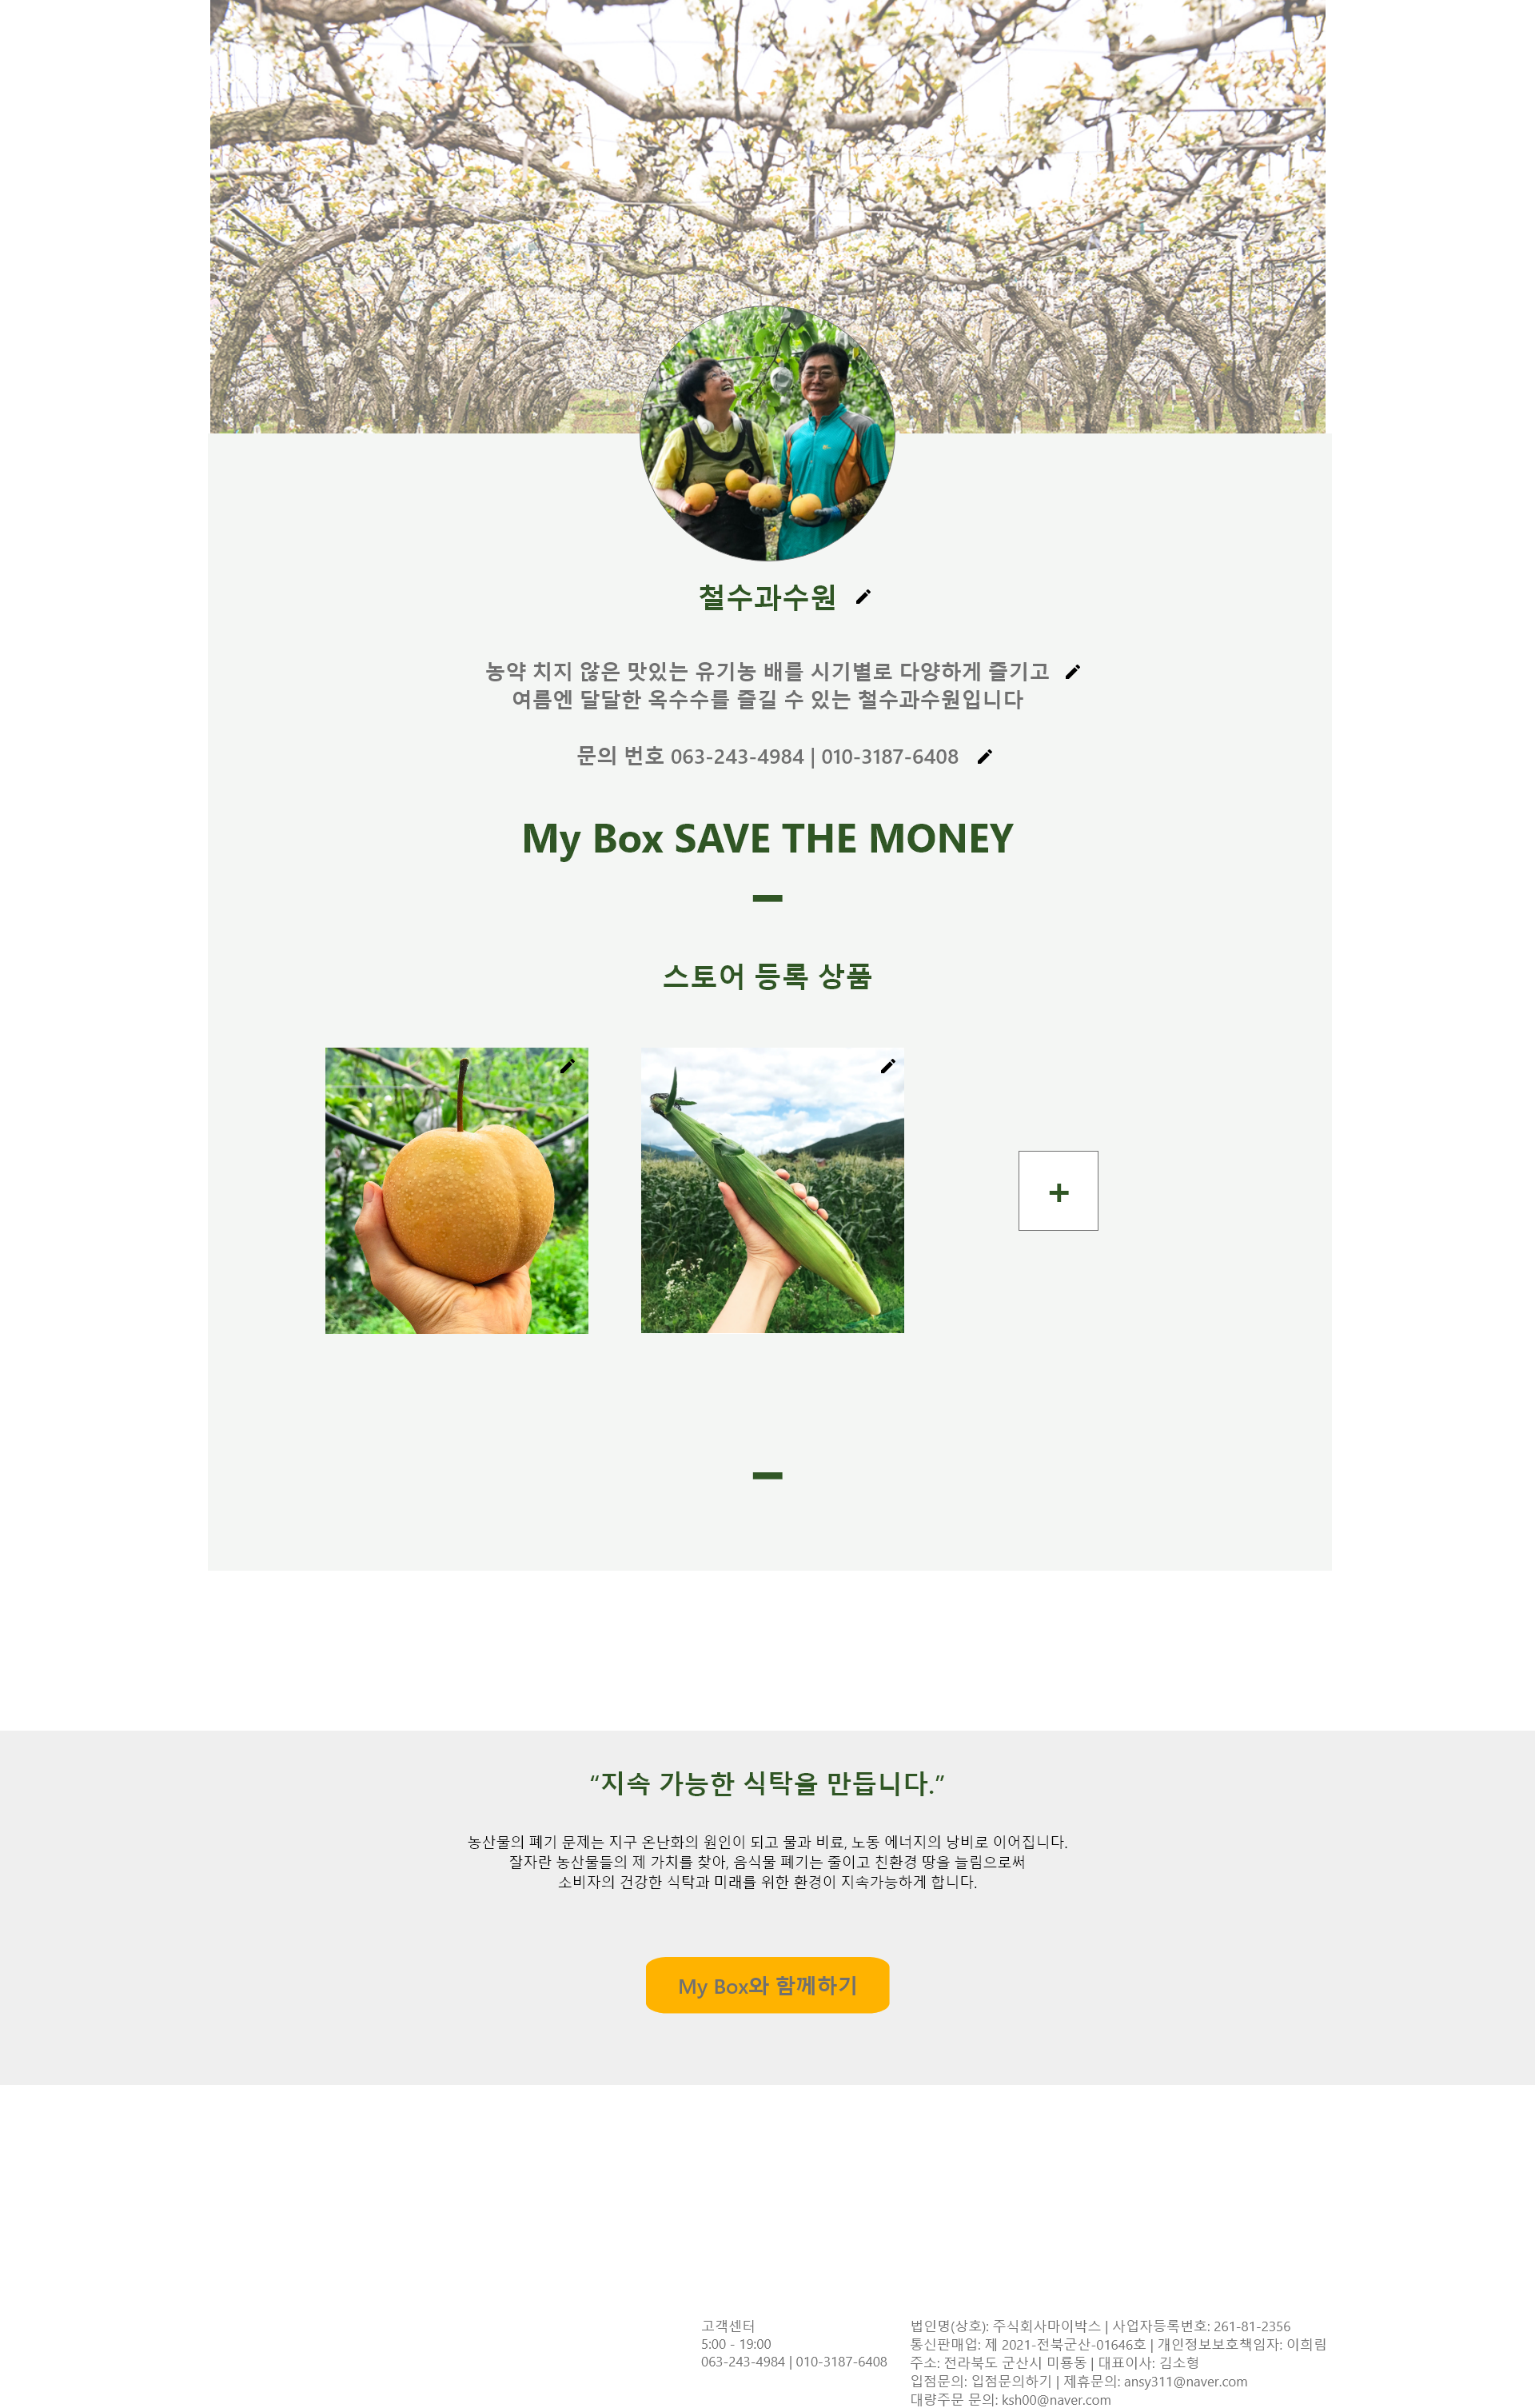 철수과수원
농약 치지 않은 맛있는 유기농 배를 시기별로 다양하게 즐기고
여름엔 달달한 옥수수를 즐길 수 있는 철수과수원입니다
문의 번호 063-243-4984 | 010-3187-6408
My Box SAVE THE MONEY
스토어 등록 상품
+
“지속 가능한 식탁을 만듭니다.”
농산물의 폐기 문제는 지구 온난화의 원인이 되고 물과 비료, 노동 에너지의 낭비로 이어집니다.
잘자란 농산물들의 제 가치를 찾아, 음식물 폐기는 줄이고 친환경 땅을 늘림으로써
소비자의 건강한 식탁과 미래를 위한 환경이 지속가능하게 합니다.
My Box와 함께하기
고객센터
5:00 - 19:00
063-243-4984 | 010-3187-6408
법인명(상호): 주식회사마이박스 | 사업자등록번호: 261-81-2356
통신판매업: 제 2021-전북군산-01646호 | 개인정보보호책임자: 이희림
주소: 전라북도 군산시 미룡동 | 대표이사: 김소형
입점문의: 입점문의하기 | 제휴문의: ansy311@naver.com
대량주문 문의: ksh00@naver.com